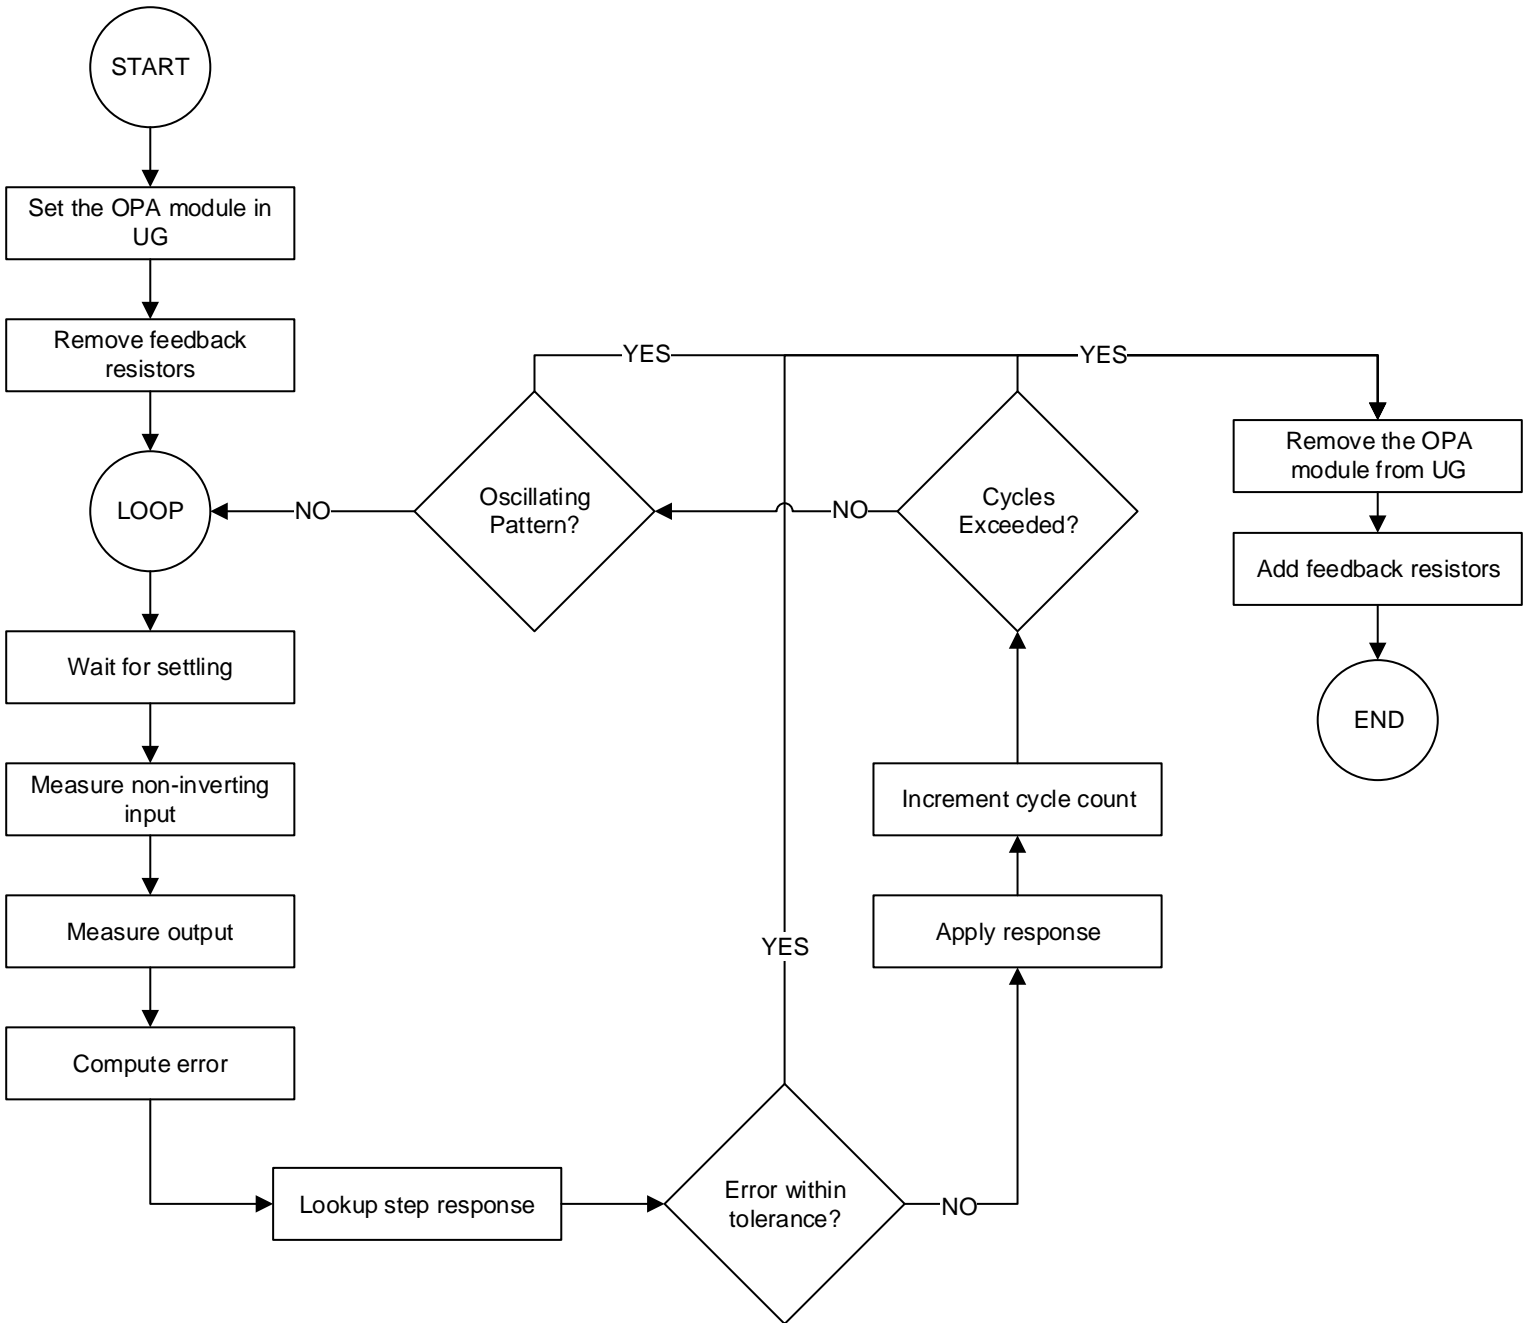 START
Set the OPA module in
UG
Remove feedback
resistors
LOOP
Wait for settling
Measure non-inverting
input
Measure output
Compute error
Lookup step response
Error within
tolerance?
YES
NO
Apply response
Increment cycle count
Cycles
Exceeded?
YES
NO
Oscillating
Pattern?
YES
NO
Remove the OPA
module from UG
Add feedback resistors
END